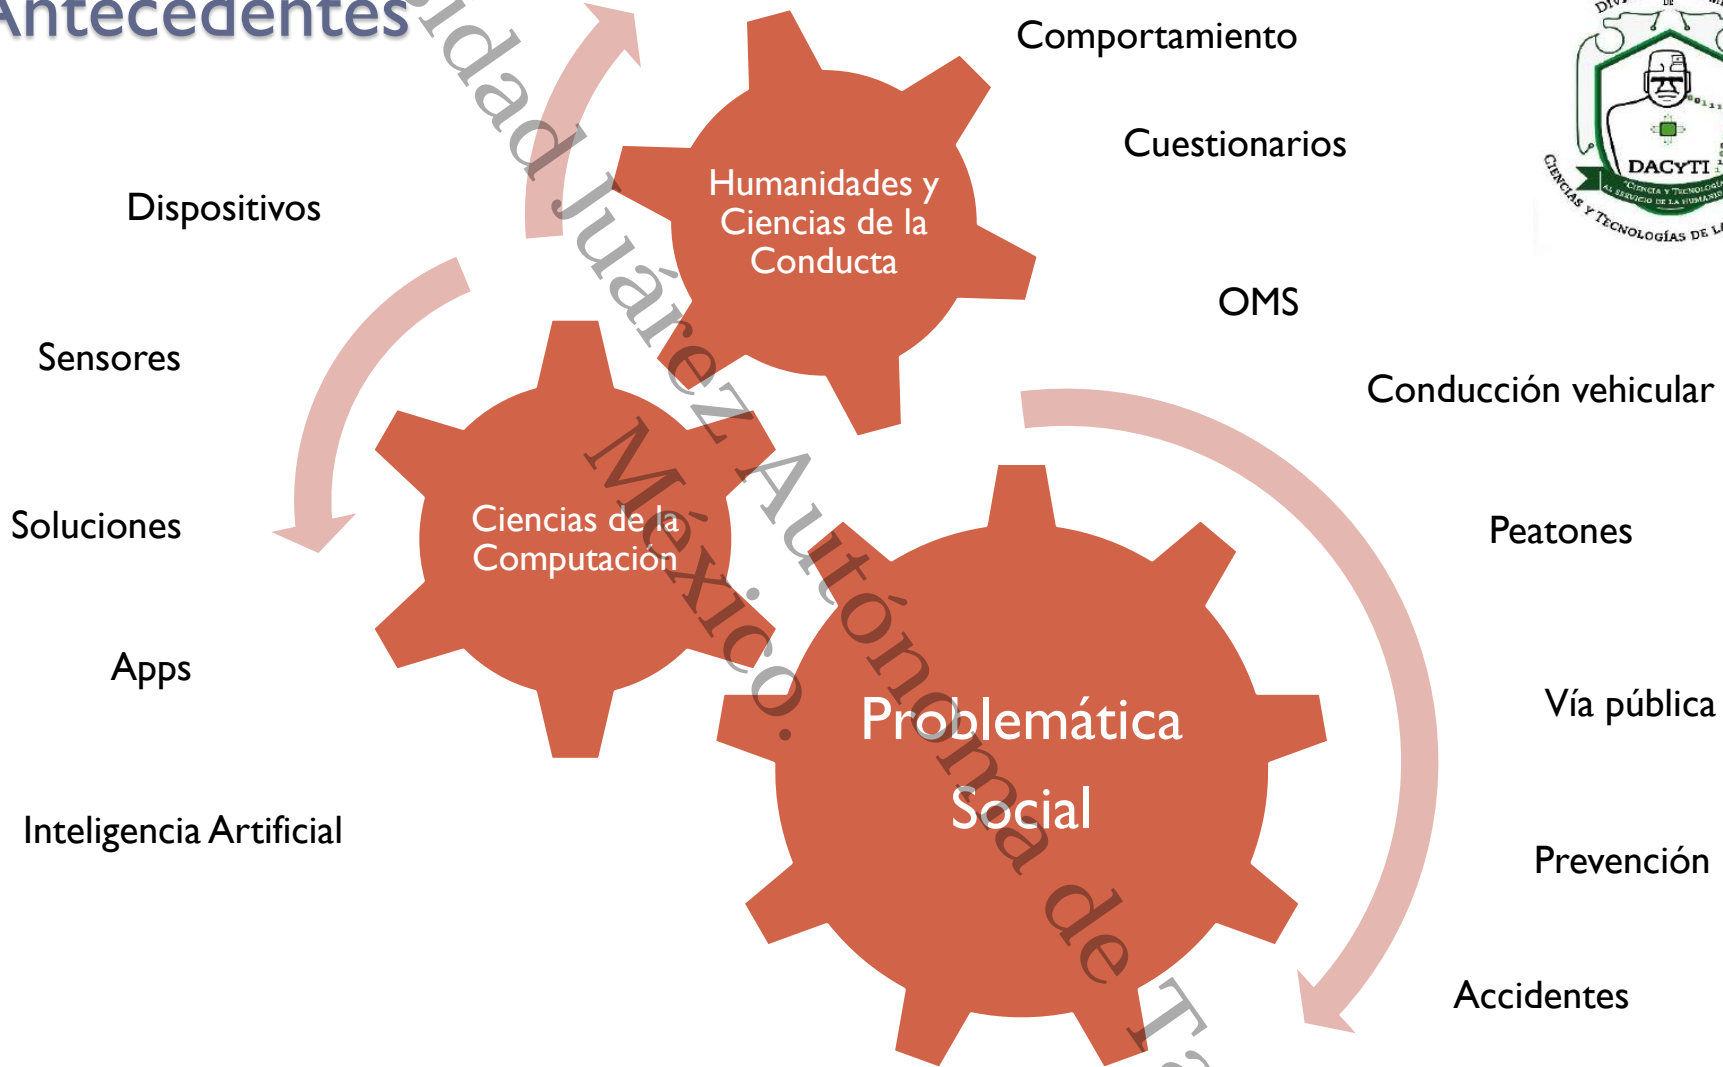 Antecedentes
Comportamiento
Cuestionarios
Dispositivos
Humanidades y
Ciencias de la
Conducta
OMS
Sensores
Conducción vehicular
Soluciones
Ciencias de la
Computación
Peatones
Apps
Vía pública
Problemática
Social
Inteligencia Artificial
Prevención
Accidentes
Juárez Autónoma de
México.
DACyTI